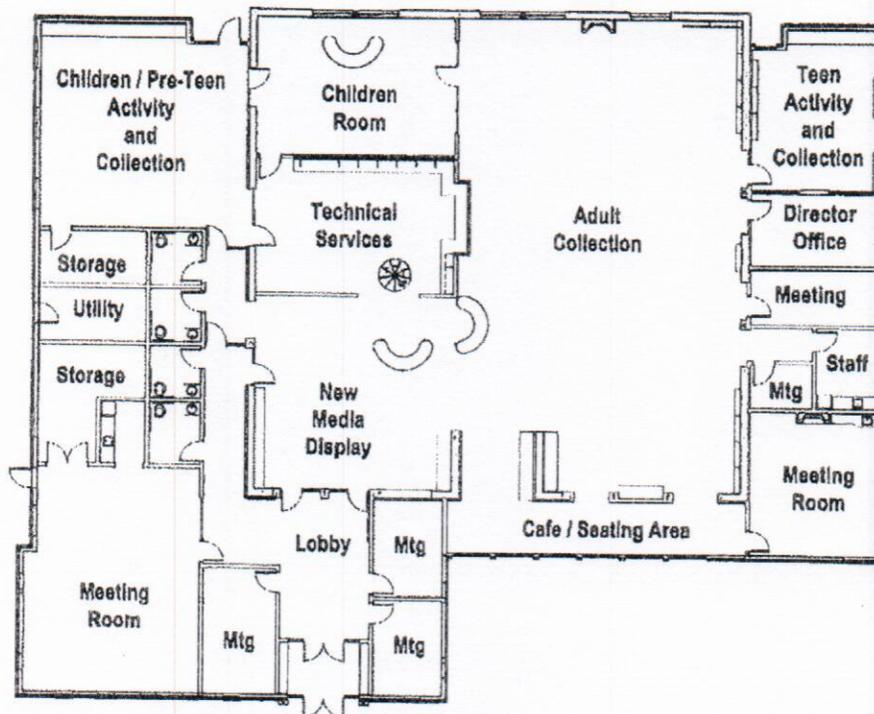 Children / Pre-Teen
Activity
and
Collection
Children
Room
Teen
Activity
and
Collection
Technical
Services
Adult
Collection
Director
Office
Storage
Utility
Storage
Meeting
Staff
Mtg
New
Media
Display
Meeting
Room
Cafe / Seating Area
Lobby
Mtg
Meeting
Room
Mtg
Mtg